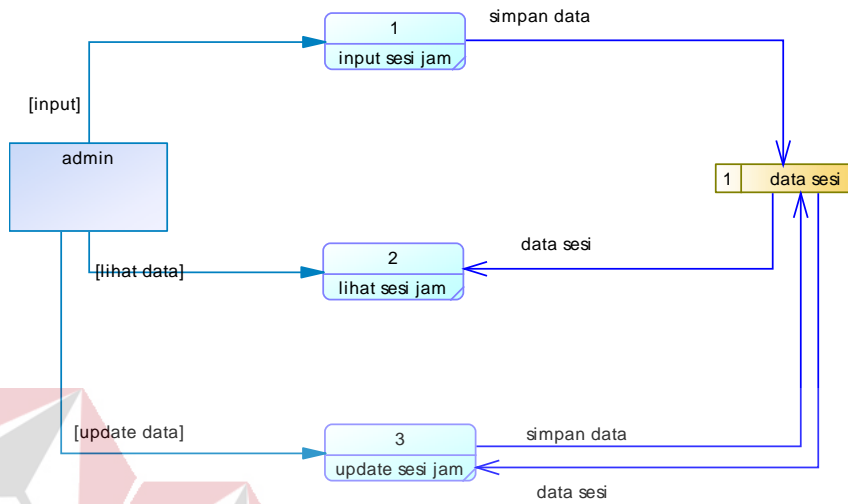 simpan data
1
input sesi jam
[input]
admin
1 data sesi
data sesi
2
[lihat data]
lihat sesi jam
[update data]
3
simpan data
update sesi jam
data sesi